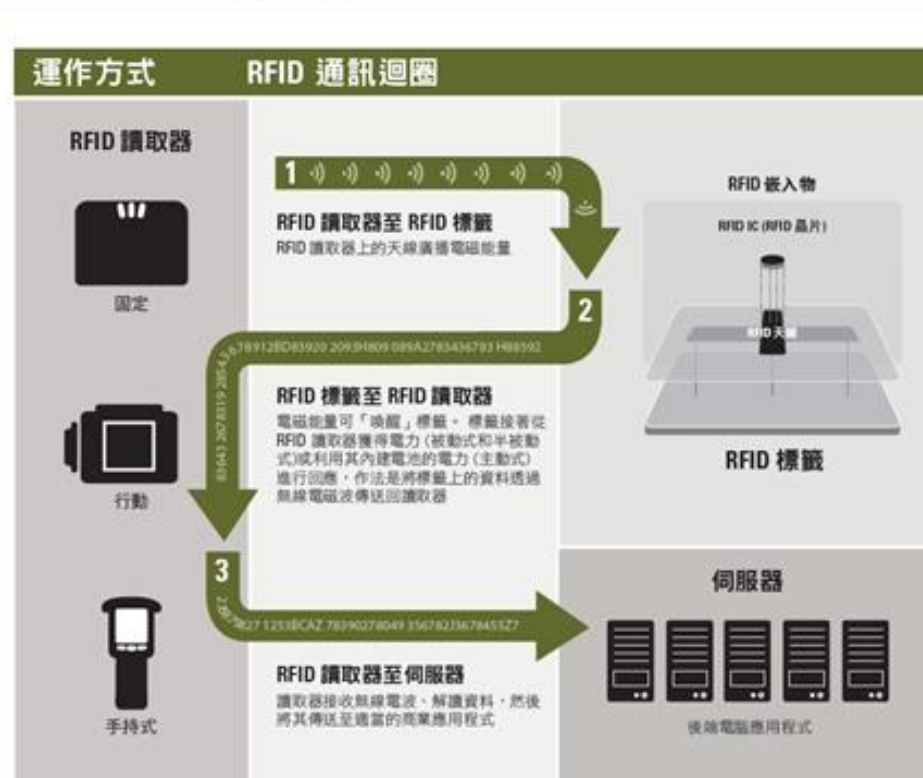 運作方式
RFID 通訊迴圈
RFID 讀取器
固定
行動
手持式
1
RFID 讀取器至 RFID 標籤
RFID 讀取器上的天線廣播電磁能量
2
RFID 標籤至 RFID 讀取器
電磁能量可「喚醒」標籤。標籤接著從
RFID 讀取器獲得電力 (被動式和半被動
式)或利用其內建電池的電力 (主動式)
進行回應，作法是將標籤上的資料透過
無線電磁波傳送回讀取器
3
RFID 讀取器至伺服器
讀取器接收無線電波、解讀資料，然後
將其傳送至適當的商業應用程式
RFID 嵌入物
RFID IC (RFID 晶片)
RFID 天線
RFID 標籤
伺服器
後端電腦應用程式